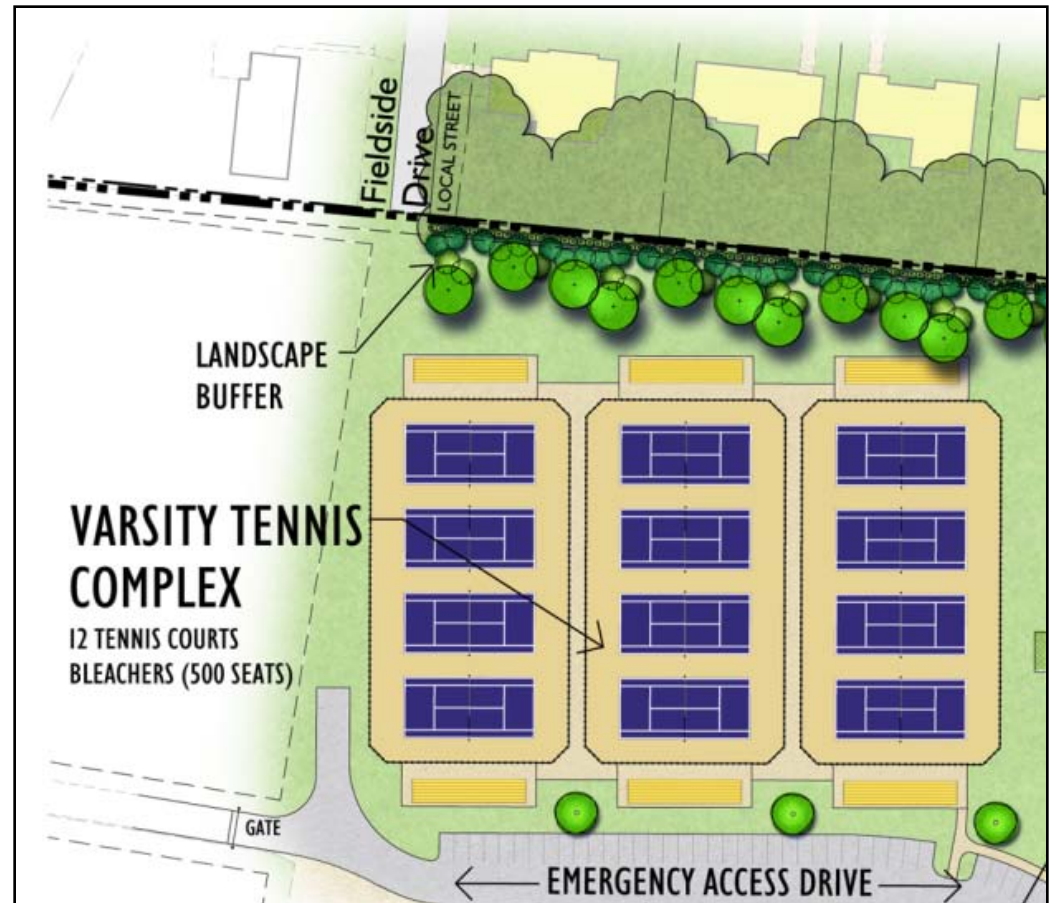 Fieldside
Drive
LOCAL STREET
LANDSCAPE
BUFFER
VARSITY TENNIS
COMPLEX
12 TENNIS COURTS
BLEACHERS (500 SEATS)
GATE
EMERGENCY ACCESS DRIVE